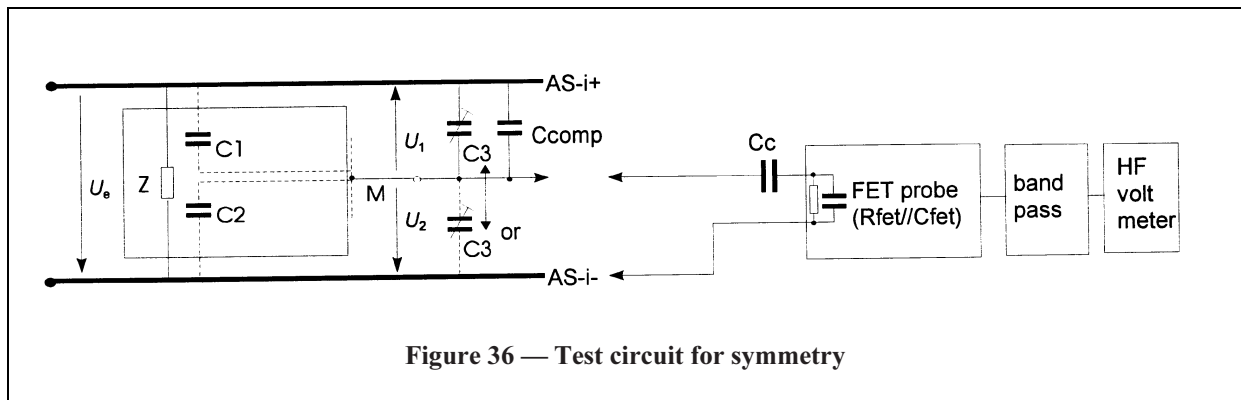 AS-i+
Ue
Z
C1
C2
U1
U2
M
C3
Ccomp
C3
or
AS-i-
Cc
FET probe
(Rfet//Cfet)
band
pass
HF
volt
meter
Figure 36 — Test circuit for symmetry